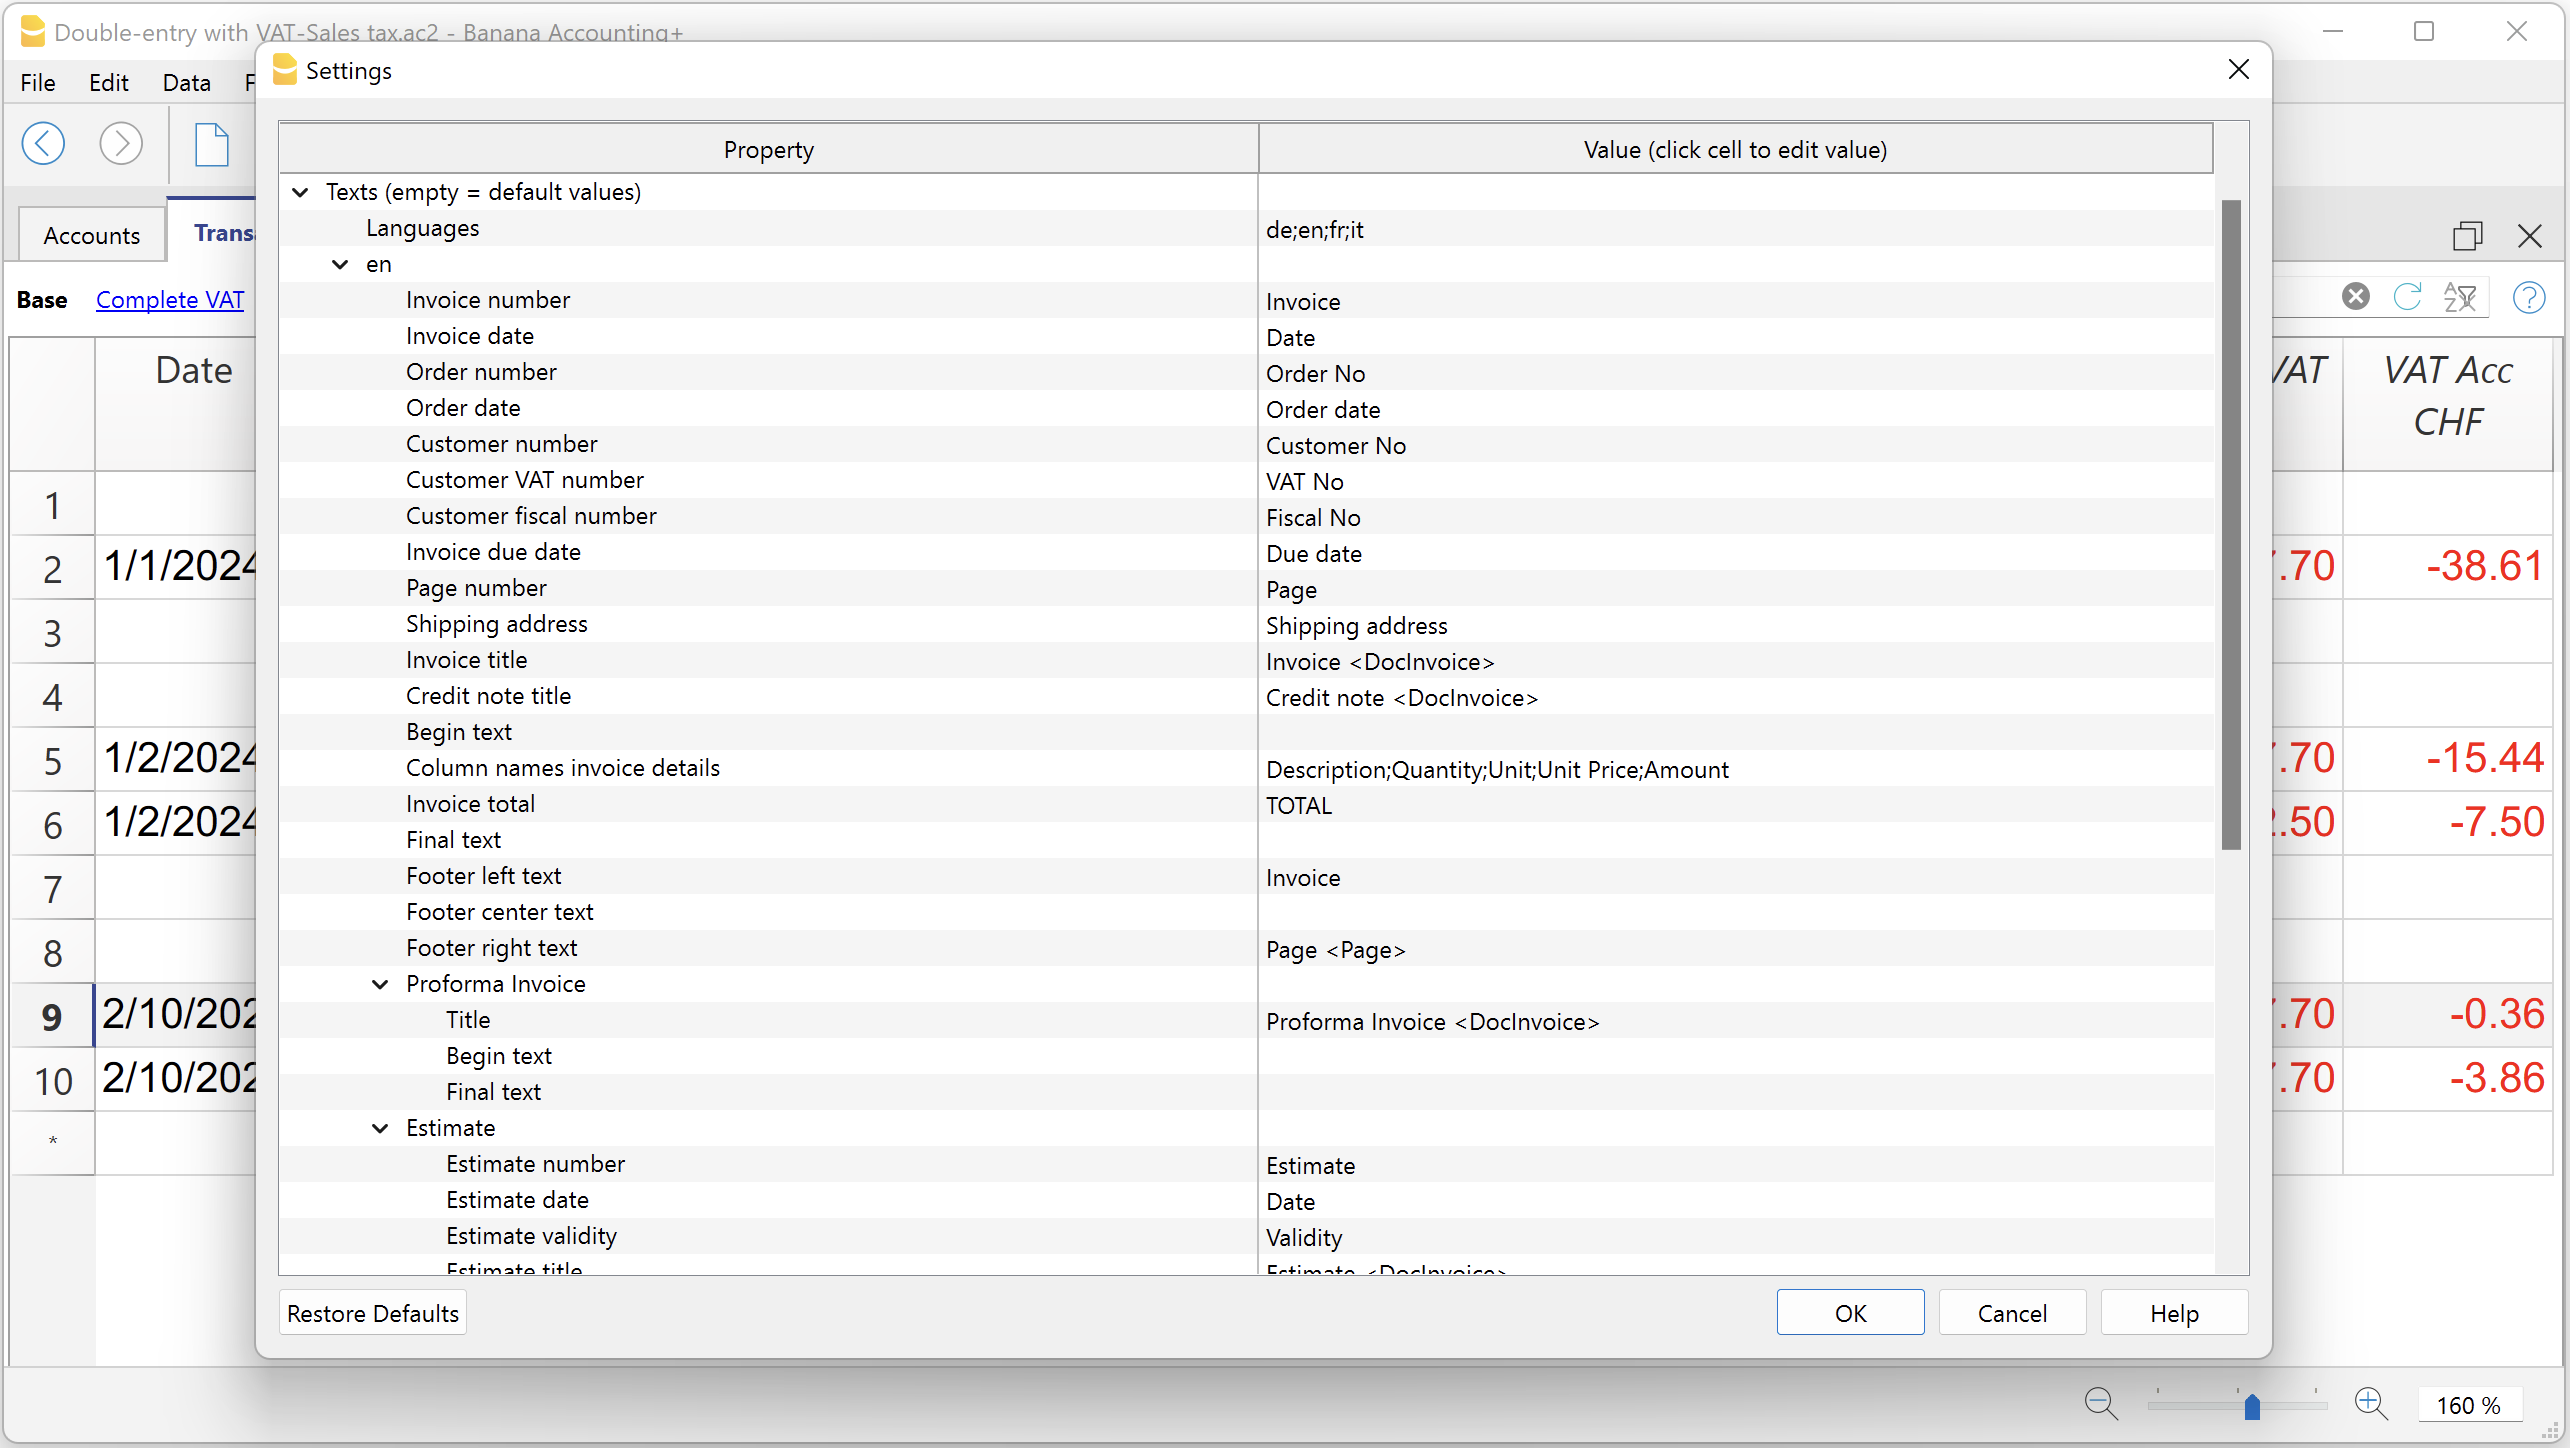 Double-entry with VAT-Sales tax.ac2 - Banana Accounting+
Settings
File Edit Data
Accounts
Base Complete VAT
Date
VAT Acc
CHF
1
2 1/1/2024 -38.61
3
4
5 1/2/2024 -15.44
6 1/2/2024 -7.50
7
8
9 2/10/202 -0.36
10 2/10/202 -3.86
*
Property Value (click cell to edit value)
Texts (empty = default values)
Languages de;en;fr;it
en
Invoice number Invoice
Invoice date Date
Order number Order No
Order date Order date
Customer number Customer No
Customer VAT number VAT No
Customer fiscal number Fiscal No
Invoice due date Due date
Page number Page
Shipping address Shipping address
Invoice title Invoice <DocInvoice>
Credit note title Credit note <DocInvoice>
Begin text
Column names invoice details Description;Quantity;Unit;Unit Price;Amount
Invoice total TOTAL
Final text
Footer left text Invoice
Footer center text
Footer right text Page <Page>
Proforma Invoice
Title Proforma Invoice <DocInvoice>
Begin text
Final text
Estimate
Estimate number Estimate
Estimate date Date
Estimate validity Validity
Estimate title Estimate <DocInvoice>
Restore Defaults OK Cancel Help
160 %